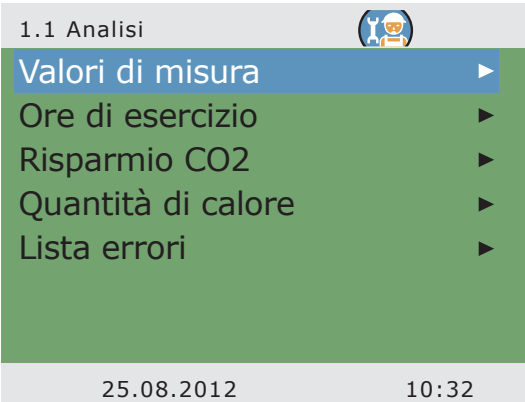 1.1 Analisi
Valori di misura
Ore di esercizio
Risparmio CO2
Quantità di calore
Lista errori
25.08.2012 10:32